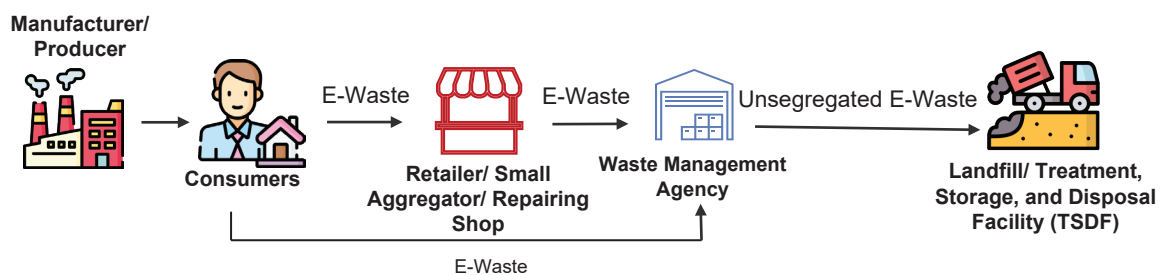 Manufacturer/
Producer
Consumers
E-Waste
Retailer/ Small
Aggregator/ Repairing
Shop
E-Waste
Waste Management
Agency
Unsegregated E-Waste
Landfill/ Treatment,
Storage, and Disposal
Facility (TSDF)
E-Waste